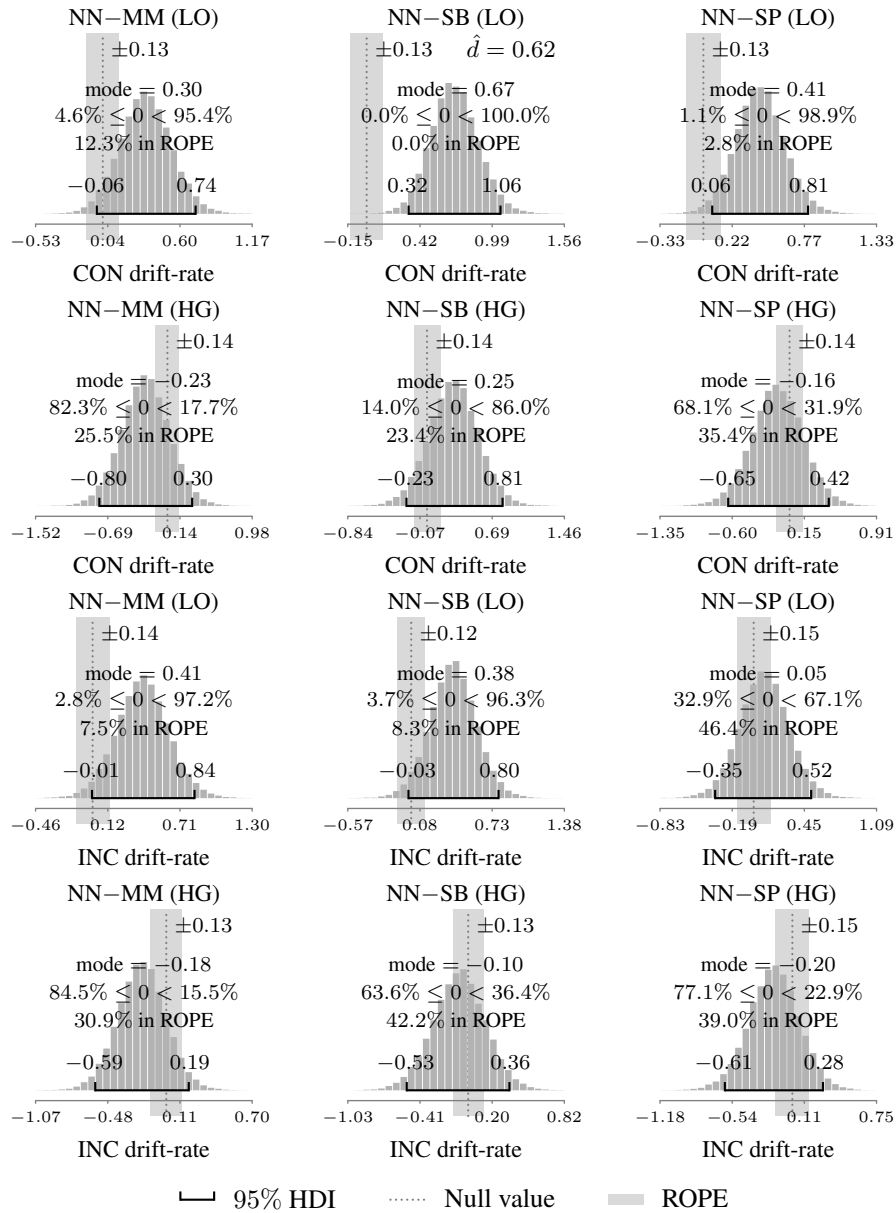 NN−MM (LO)
±0.13
mode = 0.30
4.6% ≤ 0 < 95.4%
12.3% in ROPE
−0.06 0.74
−0.53 0.04 0.60 1.17
CON drift-rate
NN−SB (LO)
±0.13 d̂ = 0.62
mode = 0.67
0.0% ≤ 0 < 100.0%
0.0% in ROPE
0.32 1.06
−0.15 0.42 0.99 1.56
CON drift-rate
NN−SP (LO)
±0.13
mode = 0.41
1.1% ≤ 0 < 98.9%
2.8% in ROPE
0.06 0.81
−0.33 0.22 0.77 1.33
CON drift-rate
NN−MM (HG)
±0.14
mode = −0.23
82.3% ≤ 0 < 17.7%
25.5% in ROPE
−0.80 0.30
−1.52 −0.69 0.14 0.98
CON drift-rate
NN−SB (HG)
±0.14
mode = 0.25
14.0% ≤ 0 < 86.0%
23.4% in ROPE
−0.23 0.81
−0.84 −0.07 0.69 1.46
CON drift-rate
NN−SP (HG)
±0.14
mode = −0.16
68.1% ≤ 0 < 31.9%
35.4% in ROPE
−0.65 0.42
−1.35 −0.60 0.15 0.91
CON drift-rate
NN−MM (LO)
±0.14
mode = 0.41
2.8% ≤ 0 < 97.2%
7.5% in ROPE
−0.01 0.84
−0.46 0.12 0.71 1.30
INC drift-rate
NN−SB (LO)
±0.12
mode = 0.38
3.7% ≤ 0 < 96.3%
8.3% in ROPE
−0.03 0.80
−0.57 0.08 0.73 1.38
INC drift-rate
NN−SP (LO)
±0.15
mode = 0.05
32.9% ≤ 0 < 67.1%
46.4% in ROPE
−0.35 0.52
−0.83 −0.19 0.45 1.09
INC drift-rate
NN−MM (HG)
±0.13
mode = −0.18
84.5% ≤ 0 < 15.5%
30.9% in ROPE
−0.59 0.19
−1.07 −0.48 0.11 0.70
INC drift-rate
NN−SB (HG)
±0.13
mode = −0.10
63.6% ≤ 0 < 36.4%
42.2% in ROPE
−0.53 0.36
−1.03 −0.41 0.20 0.82
INC drift-rate
NN−SP (HG)
±0.15
mode = −0.20
77.1% ≤ 0 < 22.9%
39.0% in ROPE
−0.61 0.28
−1.18 −0.54 0.11 0.75
INC drift-rate
95% HDI Null value ROPE